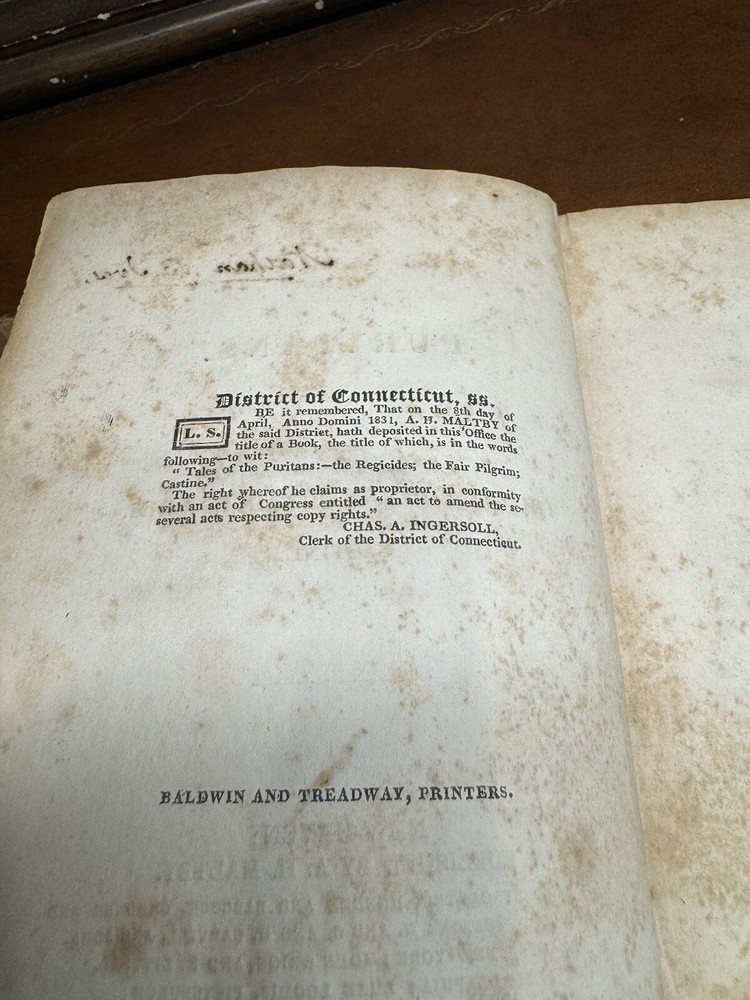 District of Connecticut, ss.
BE it remembered, That on the 8th day of
April, Anno Domini 1831, A. H. MALTBY of
L. S.
the said District, hath deposited in this Office the
title of a Book, the title of which, is in the words
following—to wit:
“ Tales of the Puritans:—the Regicides; the Fair Pilgrim;
Castine.”
The right whereof he claims as proprietor, in conformity
with an act of Congress entitled “ an act to amend the se-
several acts respecting copy rights.”
CHAS. A. INGERSOLL,
Clerk of the District of Connecticut.
BALDWIN AND TREADWAY, PRINTERS.